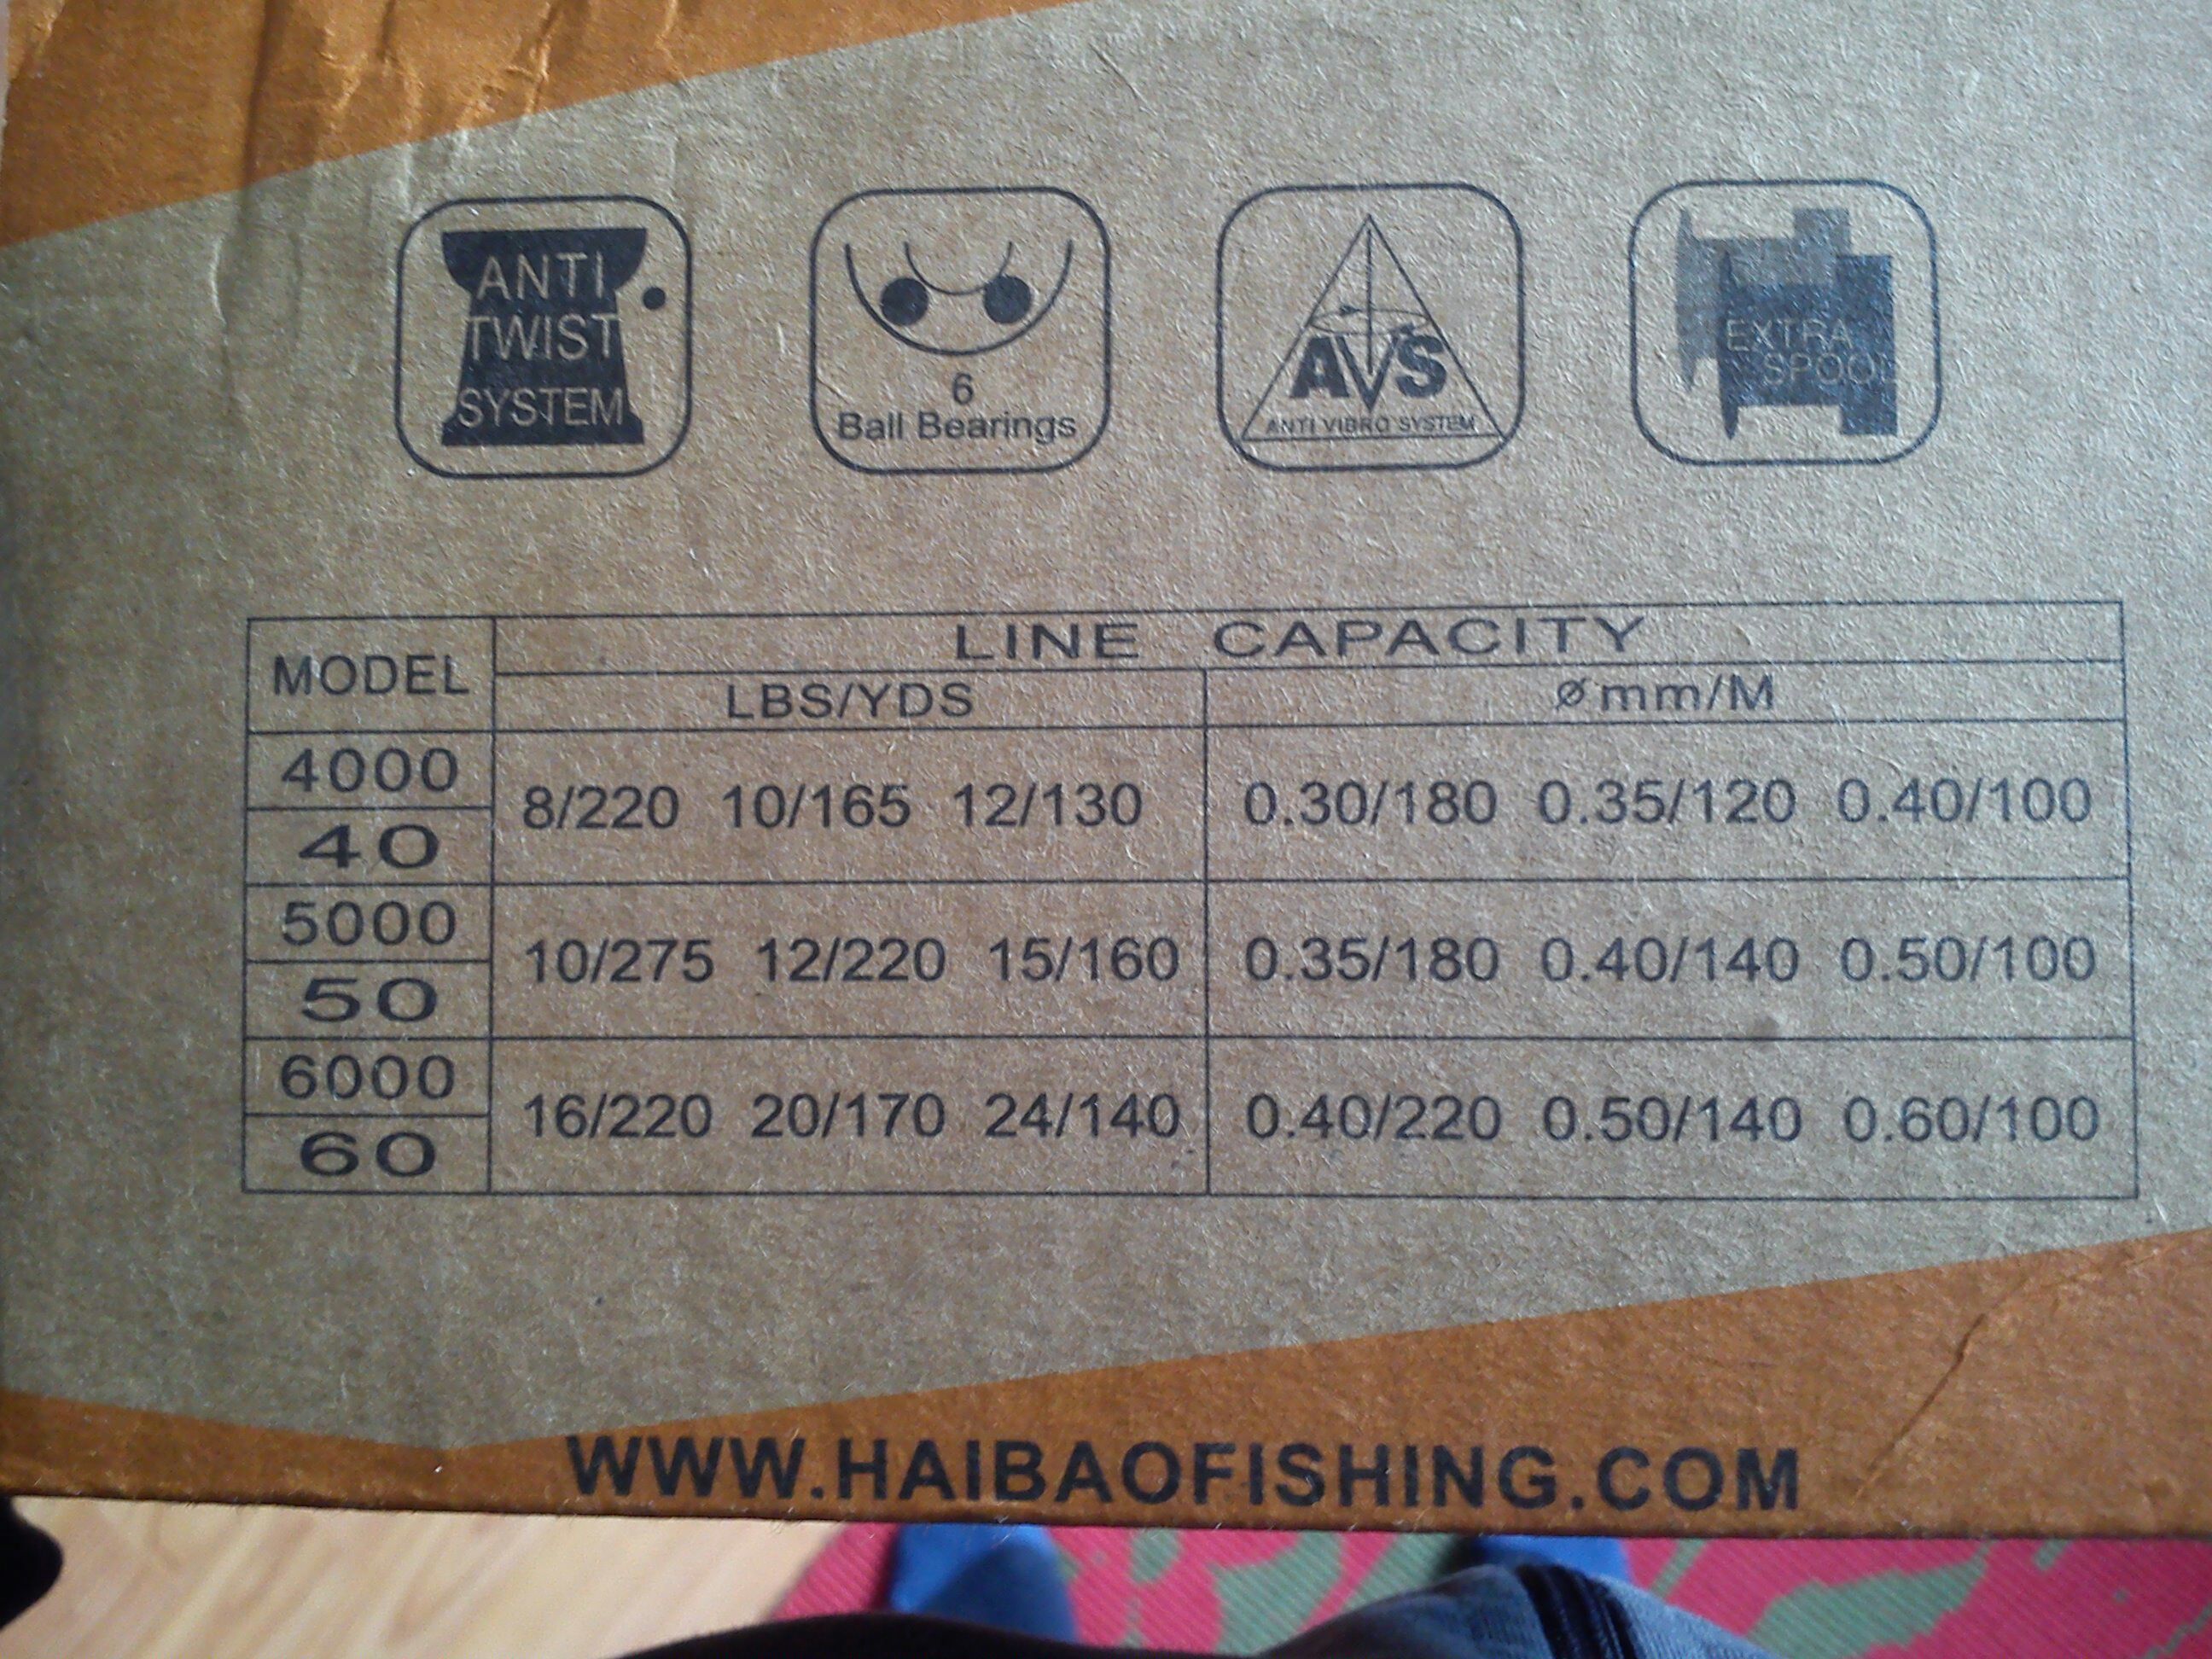 ANTI
TWIST
SYSTEM
6
Ball Bearings
AVS
ANTI VIBRO SYSTEM
EXTRA
SPOOL
MODEL
LINE CAPACITY
LBS/YDS
ømm/M
4000
40
8/220 10/165 12/130
0.30/180 0.35/120 0.40/100
5000
50
10/275 12/220 15/160
0.35/180 0.40/140 0.50/100
6000
60
16/220 20/170 24/140
0.40/220 0.50/140 0.60/100
WWW.HAIBAOFISHING.COM